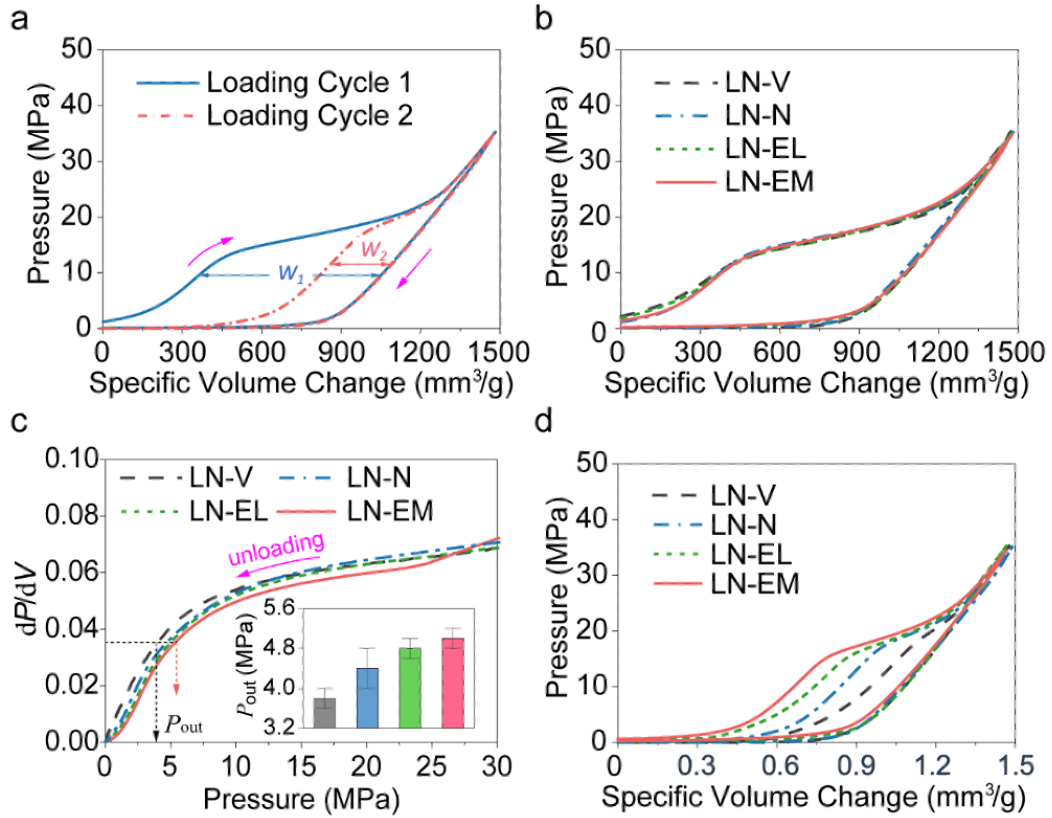 a
50
40
30
20
10
0
Pressure (MPa)
Loading Cycle 1
Loading Cycle 2
W₁
W₂
0 300 600 900 1200 1500
Specific Volume Change (mm³/g)
b
50
40
30
20
10
0
Pressure (MPa)
LN-V
LN-N
LN-EL
LN-EM
0 300 600 900 1200 1500
Specific Volume Change (mm³/g)
c
0.10
0.08
0.06
0.04
0.02
0.00
dP/dV
LN-V LN-N
LN-EL LN-EM
unloading
5.6
4.8
4.0
3.2
Pout (MPa)
Pout
0 5 10 15 20 25 30
Pressure (MPa)
d
50
40
30
20
10
0
Pressure (MPa)
LN-V
LN-N
LN-EL
LN-EM
0 0.3 0.6 0.9 1.2 1.5
Specific Volume Change (mm³/g)